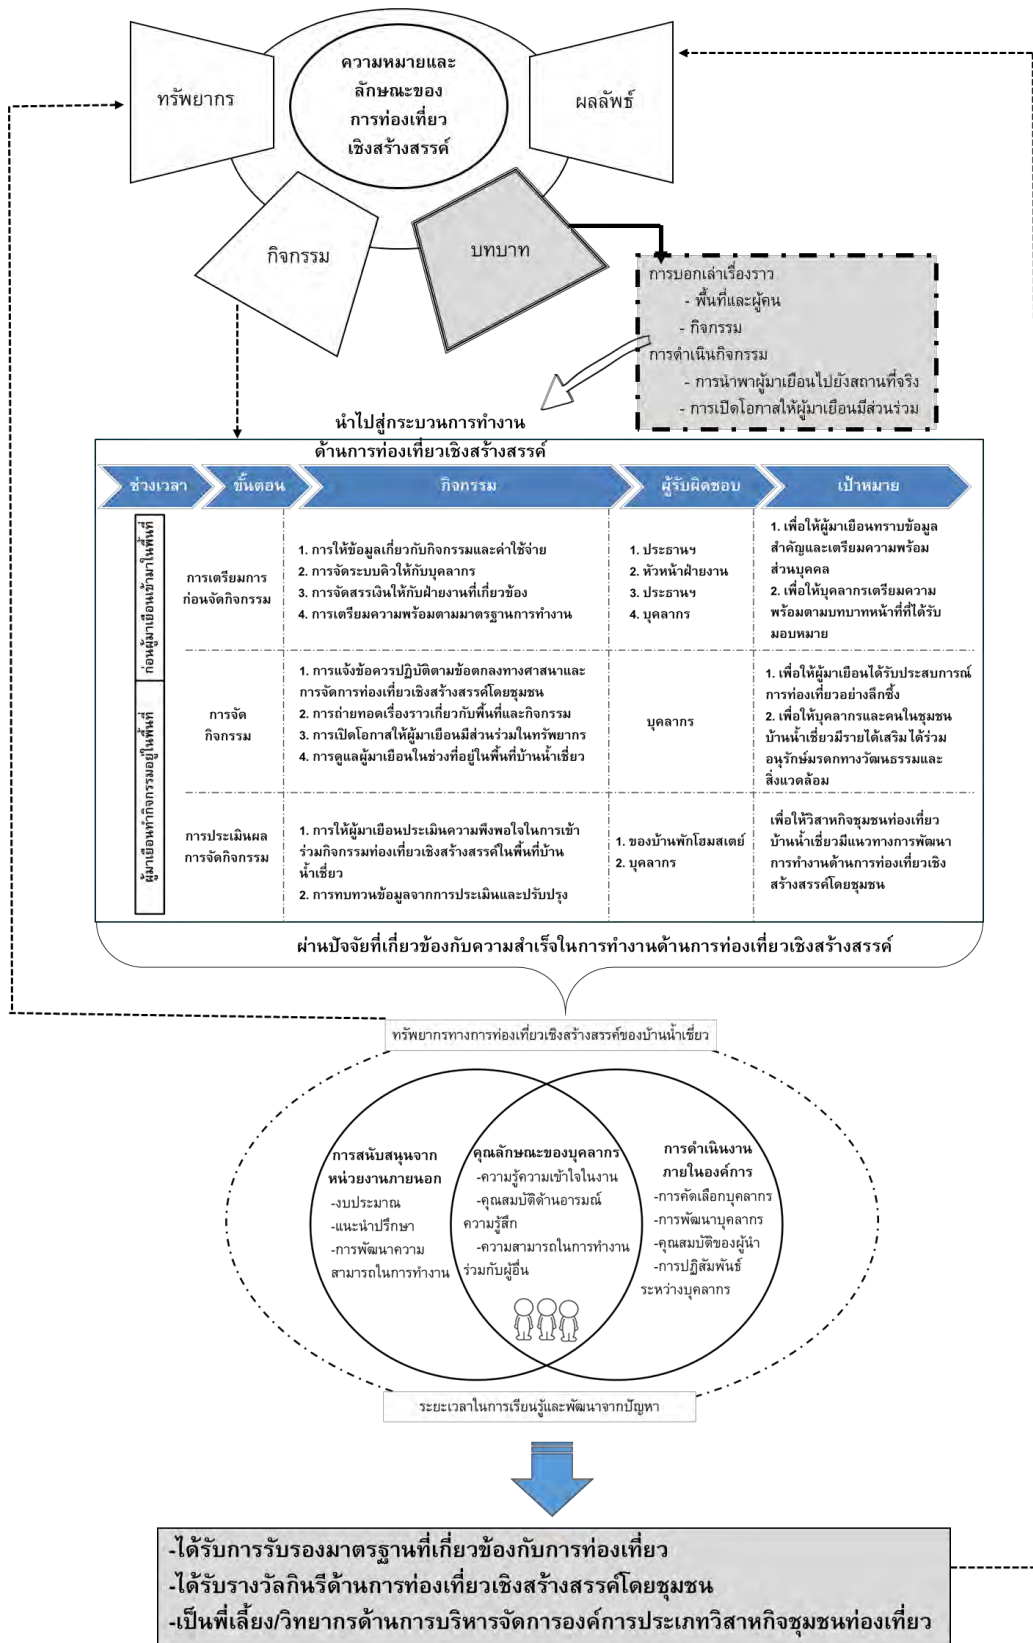 ความหมายและ
ลักษณะของ
การท่องเที่ยว
เชิงสร้างสรรค์
ทรัพยากร
ผลลัพธ์
กิจกรรม
บทบาท
การบอกเล่าเรื่องราว
- พื้นที่และผู้คน
- กิจกรรม
การดำเนินกิจกรรม
- การนำพาผู้มาเยือนไปยังสถานที่จริง
- การเปิดโอกาสให้ผู้มาเยือนมีส่วนร่วม
นำไปสู่กระบวนการทำงาน
ด้านการท่องเที่ยวเชิงสร้างสรรค์
ช่วงเวลา
ขั้นตอน
กิจกรรม
ผู้รับผิดชอบ
เป้าหมาย
ก่อนผู้มาเยือนเข้ามาในพื้นที่
การเตรียมการ
ก่อนจัดกิจกรรม
1. การให้ข้อมูลเกี่ยวกับกิจกรรมและค่าใช้จ่าย
2. การจัดระบบคิวให้กับบุคลากร
3. การจัดสรรเงินให้กับฝ่ายงานที่เกี่ยวข้อง
4. การเตรียมความพร้อมตามมาตรฐานการทำงาน
1. ประธานฯ
2. หัวหน้าฝ่ายงาน
3. ประธานฯ
4. บุคลากร
1. เพื่อให้ผู้มาเยือนทราบข้อมูล
สำคัญและเตรียมความพร้อม
ส่วนบุคคล
2. เพื่อให้บุคลากรเตรียมความ
พร้อมตามบทบาทหน้าที่ที่ได้รับ
มอบหมาย
ผู้มาเยือนทำกิจกรรมอยู่ในพื้นที่
การจัด
กิจกรรม
1. การแจ้งข้อควรปฏิบัติตามข้อตกลงทางศาสนาและ
การจัดการท่องเที่ยวเชิงสร้างสรรค์โดยชุมชน
2. การถ่ายทอดเรื่องราวเกี่ยวกับพื้นที่และกิจกรรม
3. การเปิดโอกาสให้ผู้มาเยือนมีส่วนร่วมในทรัพยากร
4. การดูแลผู้มาเยือนในช่วงที่อยู่ในพื้นที่บ้านน้ำเชี่ยว
บุคลากร
1. เพื่อให้ผู้มาเยือนได้รับประสบการณ์
การท่องเที่ยวอย่างลึกซึ้ง
2. เพื่อให้บุคลากรและคนในชุมชน
บ้านน้ำเชี่ยวมีรายได้เสริม ได้ร่วม
อนุรักษ์มรดกทางวัฒนธรรมและ
สิ่งแวดล้อม
การประเมินผล
การจัดกิจกรรม
1. การให้ผู้มาเยือนประเมินความพึงพอใจในการเข้า
ร่วมกิจกรรมท่องเที่ยวเชิงสร้างสรรค์ในพื้นที่บ้าน
น้ำเชี่ยว
2. การทบทวนข้อมูลจากการประเมินและปรับปรุง
1. ของบ้านพักโฮมสเตย์
2. บุคลากร
เพื่อให้วิสาหกิจชุมชนท่องเที่ยว
บ้านน้ำเชี่ยวมีแนวทางการพัฒนา
การทำงานด้านการท่องเที่ยวเชิง
สร้างสรรค์โดยชุมชน
ผ่านปัจจัยที่เกี่ยวข้องกับความสำเร็จในการทำงานด้านการท่องเที่ยวเชิงสร้างสรรค์
ทรัพยากรทางการท่องเที่ยวเชิงสร้างสรรค์ของบ้านน้ำเชี่ยว
การสนับสนุนจาก
หน่วยงานภายนอก
-งบประมาณ
-แนะนำปรึกษา
-การพัฒนาความ
สามารถในการทำงาน
คุณลักษณะของบุคลากร
-ความรู้ความเข้าใจในงาน
-คุณสมบัติด้านอารมณ์
ความรู้สึก
-ความสามารถในการทำงาน
ร่วมกับผู้อื่น
การดำเนินงาน
ภายในองค์การ
-การคัดเลือกบุคลากร
-การพัฒนาบุคลากร
-คุณสมบัติของผู้นำ
-การปฏิสัมพันธ์
ระหว่างบุคลากร
ระยะเวลาในการเรียนรู้และพัฒนาจากปัญหา
-ได้รับการรับรองมาตรฐานที่เกี่ยวข้องกับการท่องเที่ยว
-ได้รับรางวัลกินรีด้านการท่องเที่ยวเชิงสร้างสรรค์โดยชุมชน
-เป็นพี่เลี้ยง/วิทยากรด้านการบริหารจัดการองค์การประเภทวิสาหกิจชุมชนท่องเที่ยว